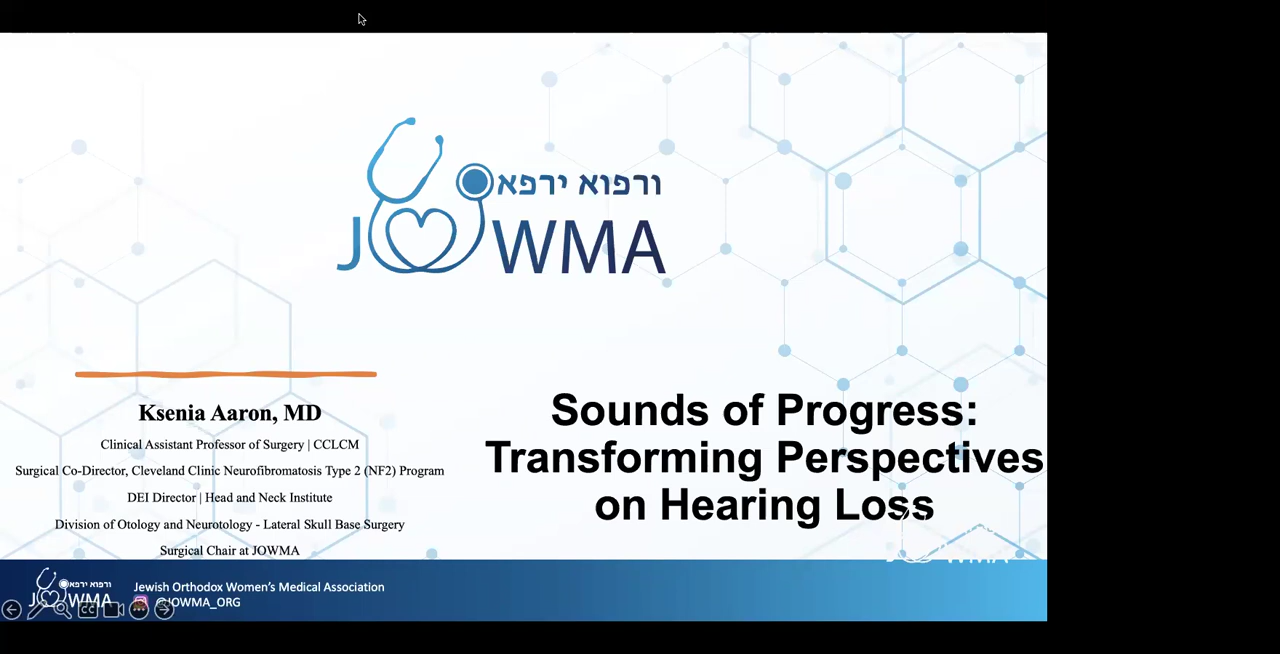 ורפוא ירפא
JOWMA
Ksenia Aaron, MD
Clinical Assistant Professor of Surgery | CCLCM
Surgical Co-Director, Cleveland Clinic Neurofibromatosis Type 2 (NF2) Program
DEI Director | Head and Neck Institute
Division of Otology and Neurotology - Lateral Skull Base Surgery
Surgical Chair at JOWMA
Sounds of Progress:
Transforming Perspectives
on Hearing Loss
ורפוא ירפא
JOWMA
Jewish Orthodox Women's Medical Association
@JOWMA_ORG
CC